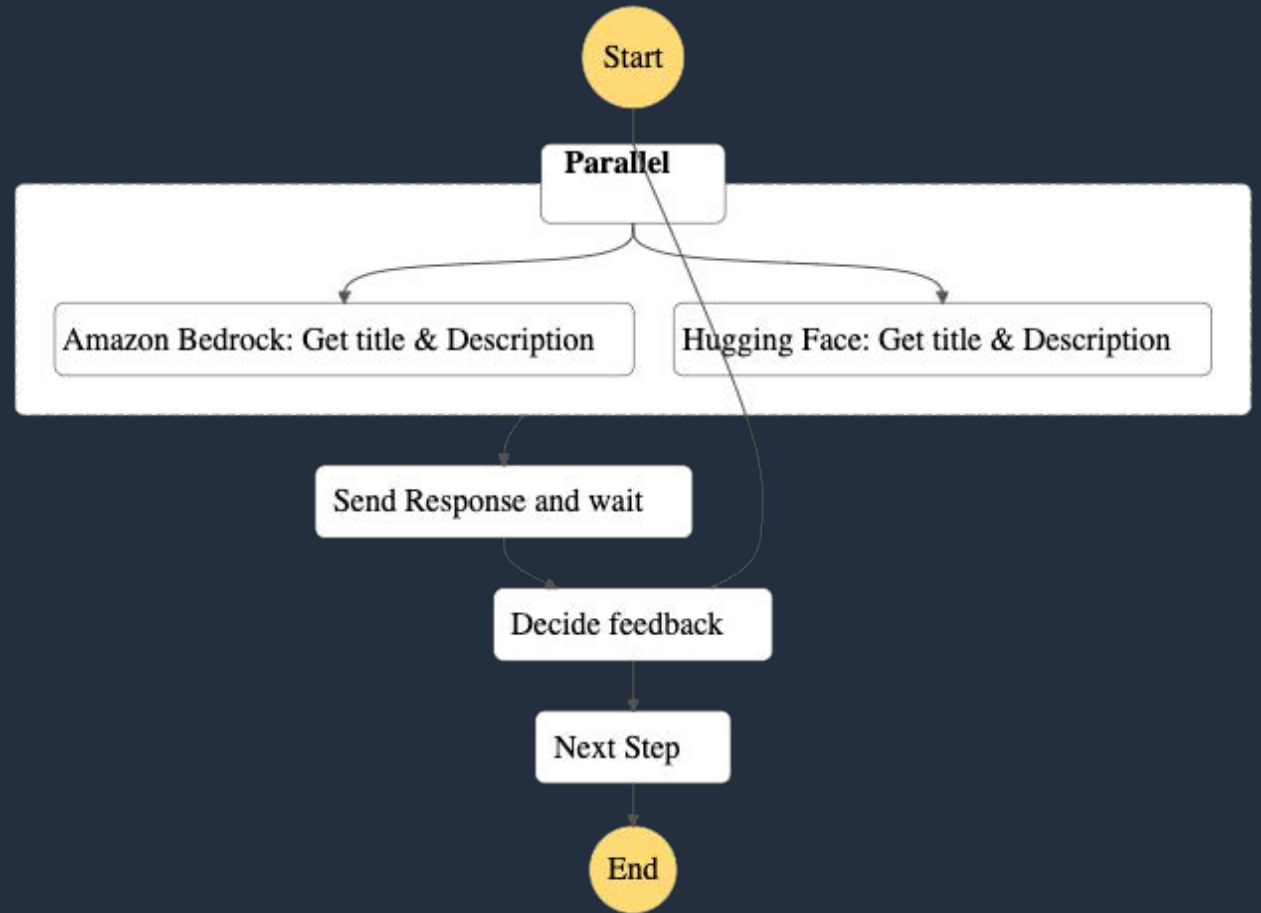 Start
Parallel
Amazon Bedrock: Get title & Description
Hugging Face: Get title & Description
Send Response and wait
Decide feedback
Next Step
End